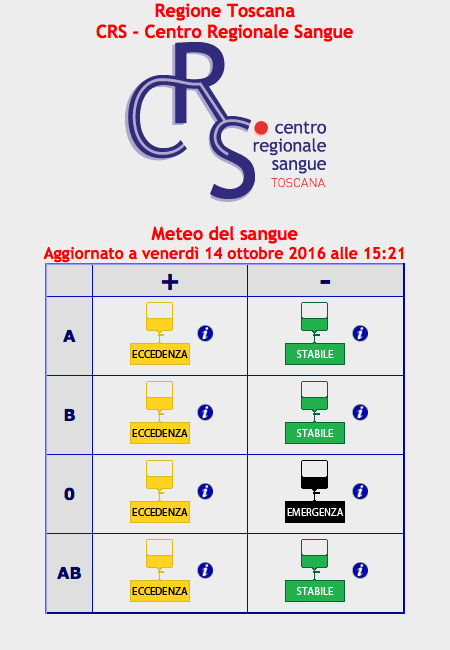 Regione Toscana
CRS - Centro Regionale Sangue
CRS
centro
regionale
sangue
TOSCANA
Meteo del sangue
Aggiornato a venerdì 14 ottobre 2016 alle 15:21
+ -
A ECCEDENZA i STABILE i
B ECCEDENZA i STABILE i
0 ECCEDENZA i EMERGENZA i
AB ECCEDENZA i STABILE i